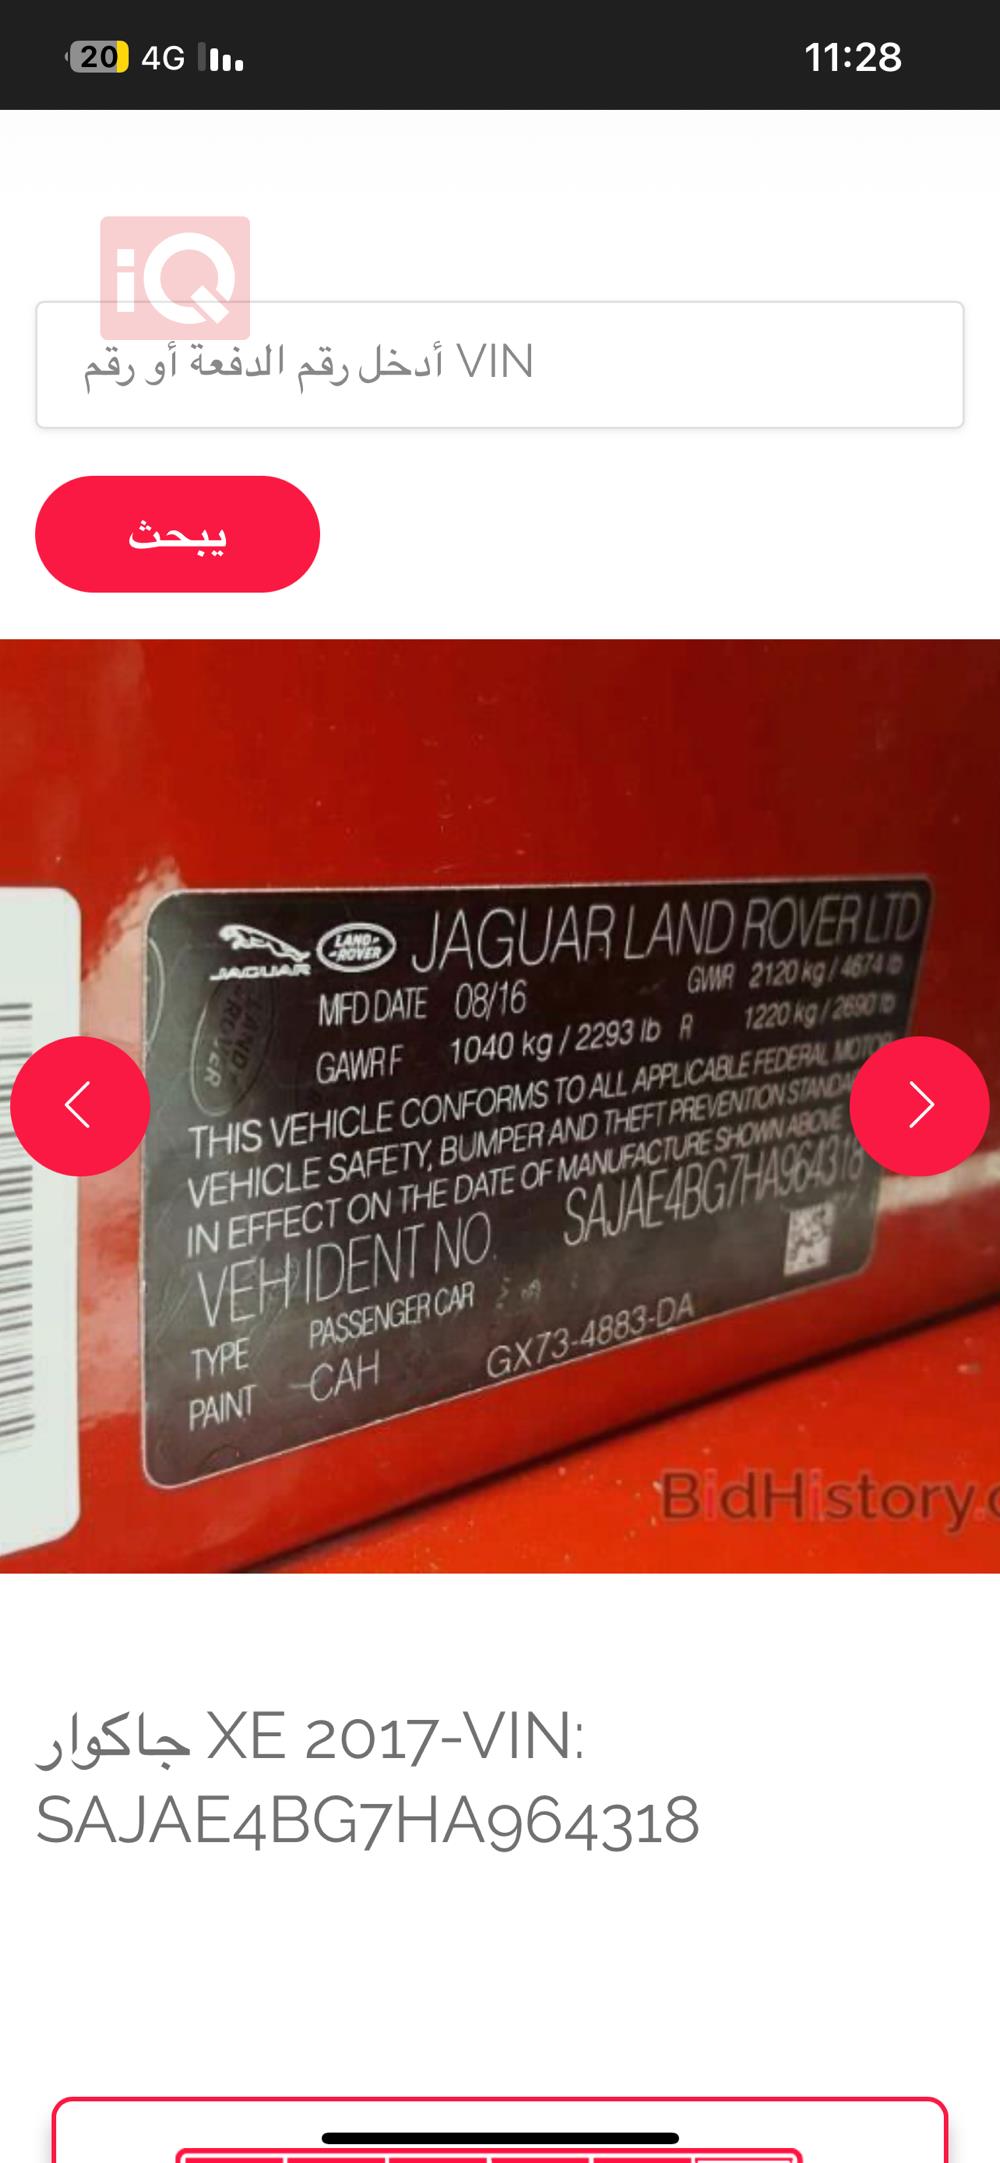 20 4G 11:28
iQ
أدخل رقم الدفعة أو رقم VIN
يبحث
JAGUAR LAND-ROVER JAGUAR LAND ROVER LTD
MFD DATE 08/16 GWR 2120 kg / 4674 lb
GAWR F 1040 kg / 2293 lb R 1220 kg / 2690 lb
THIS VEHICLE CONFORMS TO ALL APPLICABLE FEDERAL MOTOR
VEHICLE SAFETY, BUMPER AND THEFT PREVENTION
IN EFFECT ON THE DATE OF MANUFACTURE SHOWN ABOVE
VEH IDENT NO. SAJAE4BG7HA964318
TYPE PASSENGER CAR
PAINT CAH GX73-4883-DA
BidHistory.
جاكوار XE 2017-VIN:
SAJAE4BG7HA964318